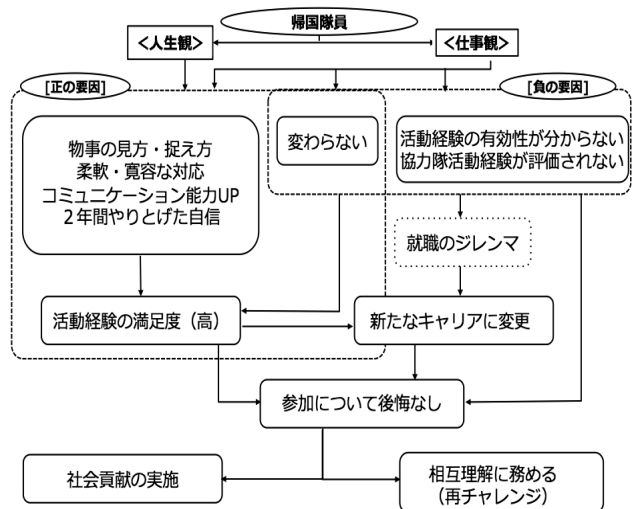 帰国隊員
＜人生観＞
＜仕事観＞
[正の要因]
[負の要因]
物事の見方・捉え方
柔軟・寛容な対応
コミュニケーション能力UP
２年間やりとげた自信
変わらない
活動経験の有効性が分からない
協力隊活動経験が評価されない
就職のジレンマ
活動経験の満足度（高）
新たなキャリアに変更
参加について後悔なし
社会貢献の実施
相互理解に務める
（再チャレンジ）